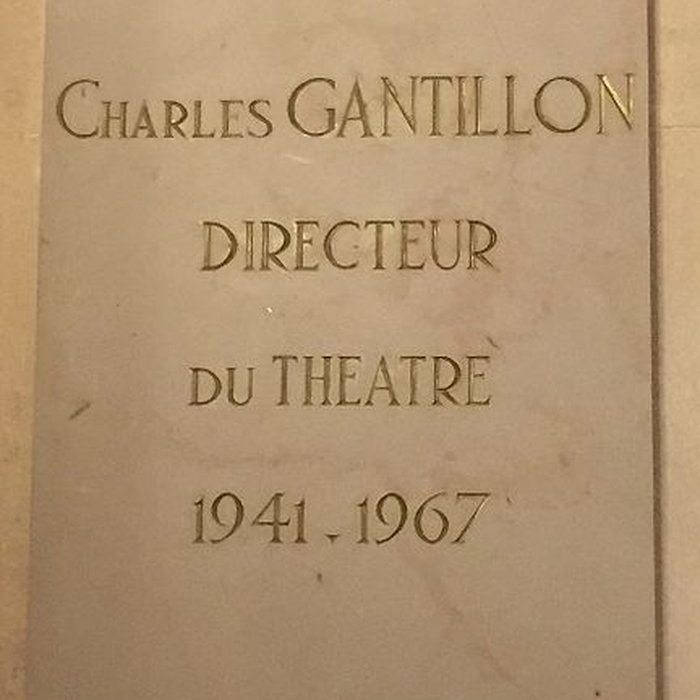 CHARLES GANTILLON
DIRECTEUR
DU THEATRE
1941.1967